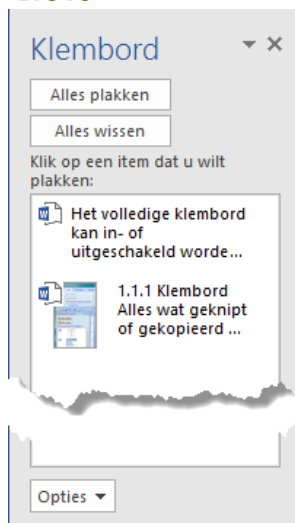 Klembord
Alles plakken
Alles wissen
Klik op een item dat u wilt
plakken:
Het volledige klembord
kan in- of
uitgeschakeld worde...
1.1.1 Klembord
Alles wat geknipt
of gekopieerd ...
Opties